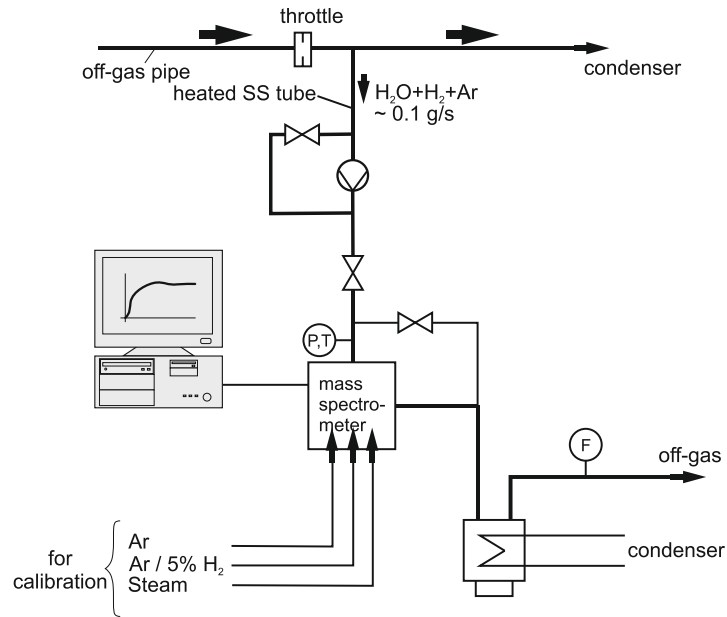 throttle
off-gas pipe
condenser
heated SS tube
H₂O+H₂+Ar
~ 0.1 g/s
P,T
mass
spectro-
meter
F
off-gas
for
calibration
Ar
Ar / 5% H₂
Steam
condenser